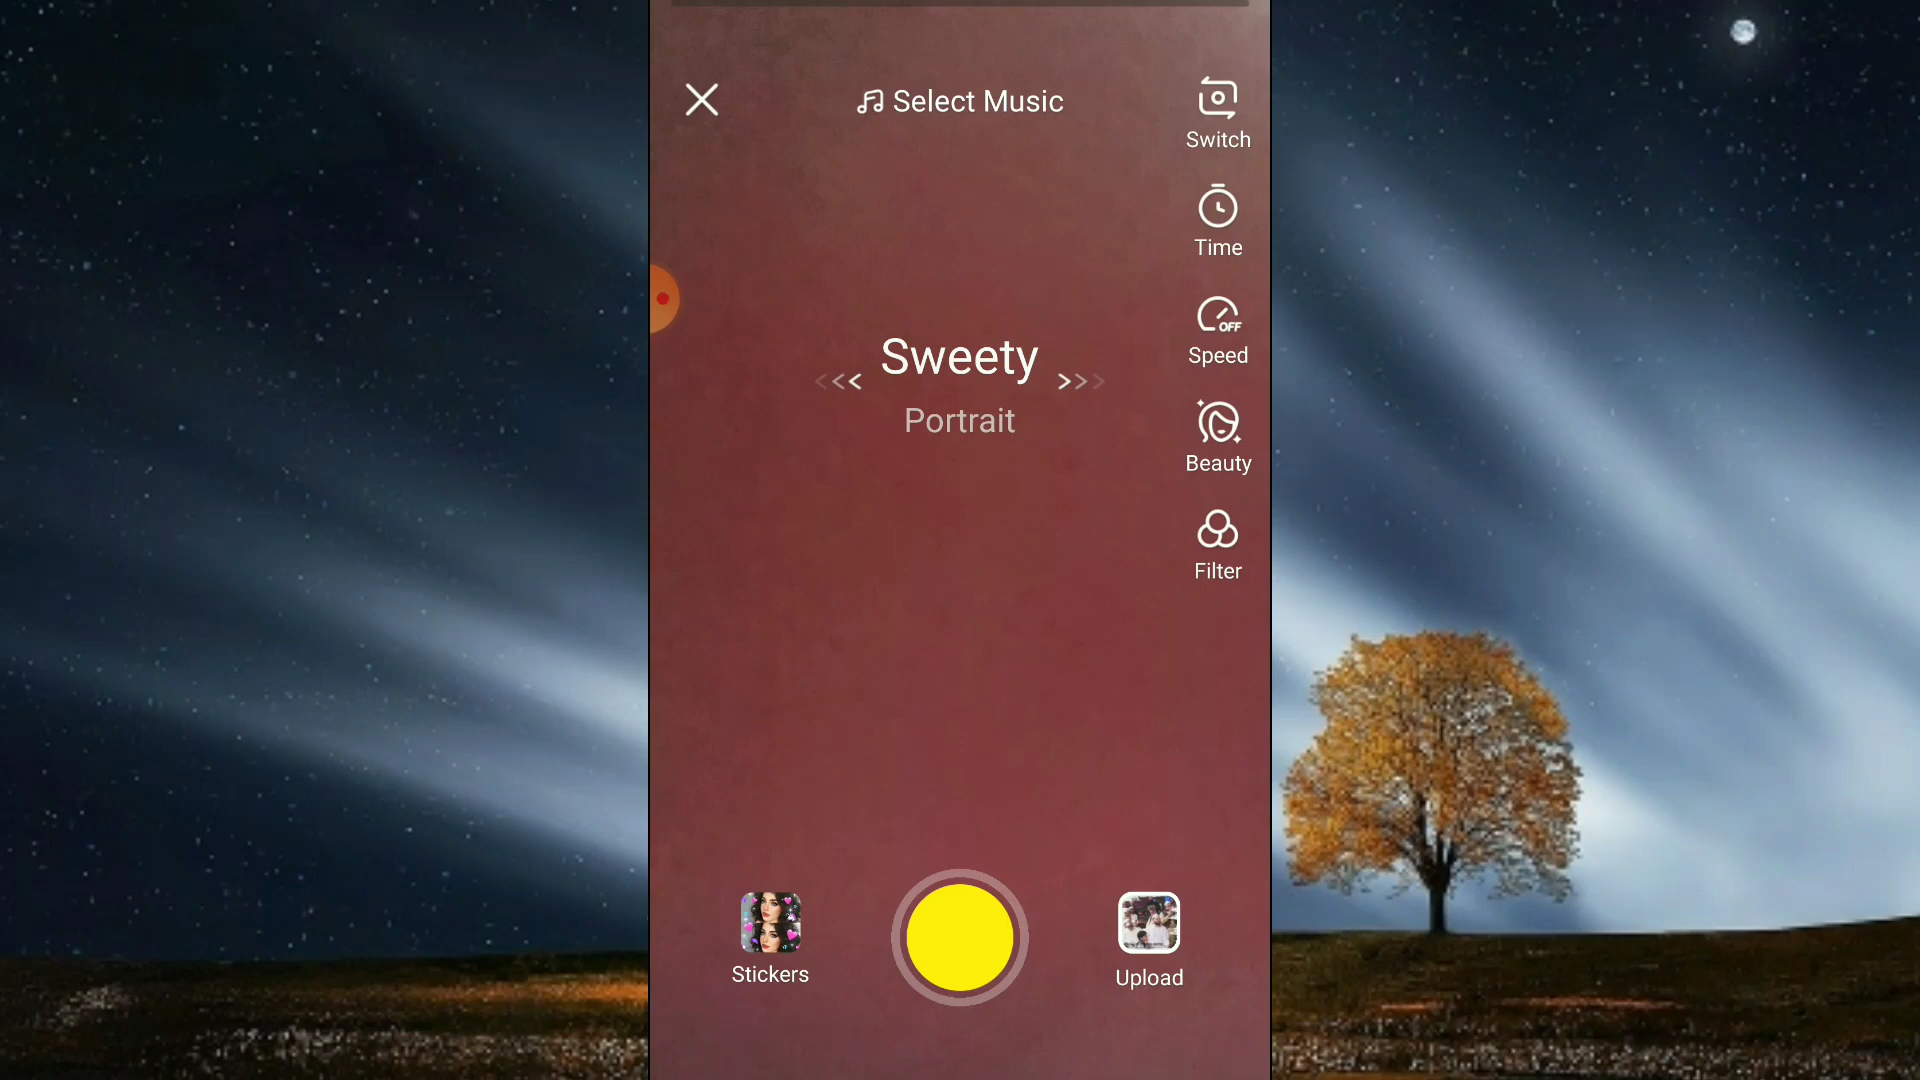 Select Music
Switch
Time
OFF
Speed
Sweety
Portrait
Beauty
Filter
Stickers
Upload